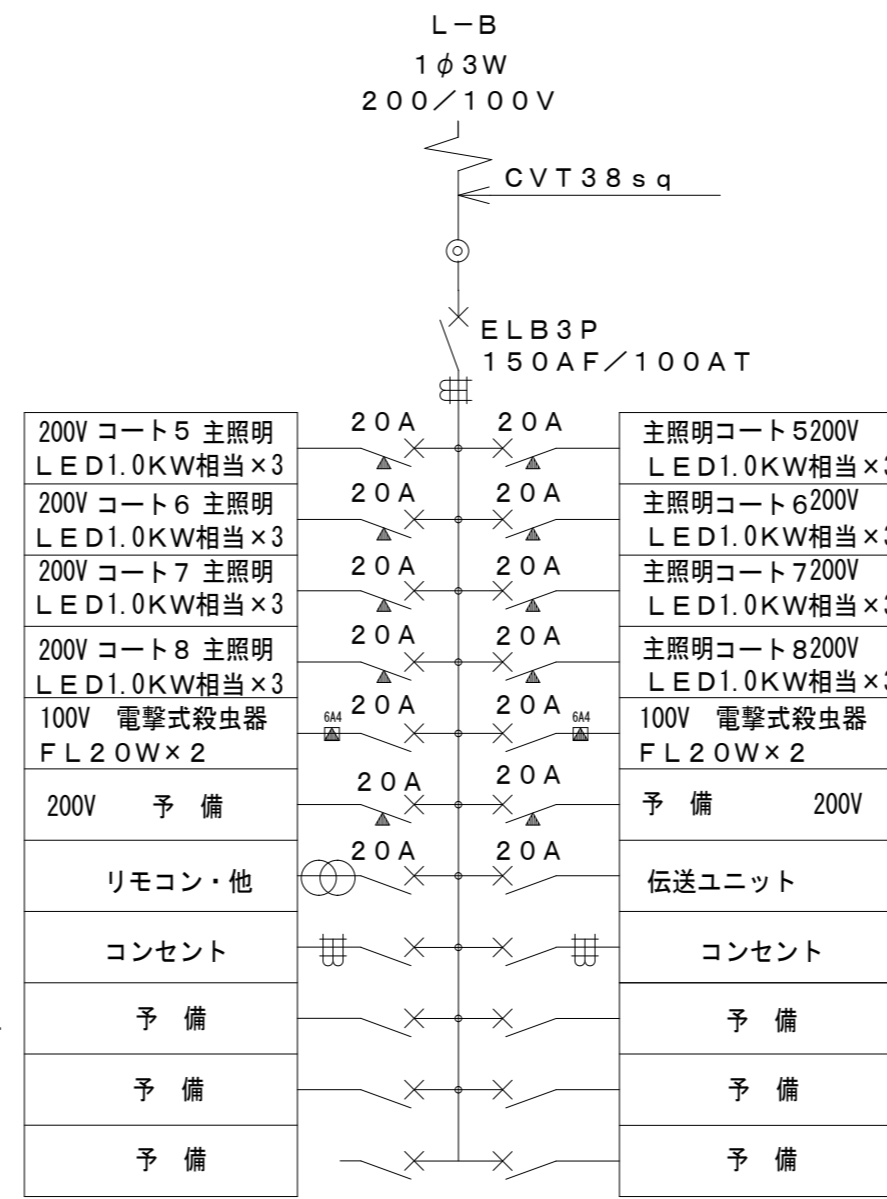 L-B
1φ3W
200/100V
CVT38sq
ELB3P
150AF/100AT
200V コート5 主照明
LED1.0KW相当×3
20A
20A
主照明コート5200V
LED1.0KW相当×3
200V コート6 主照明
LED1.0KW相当×3
20A
20A
主照明コート6200V
LED1.0KW相当×3
200V コート7 主照明
LED1.0KW相当×3
20A
20A
主照明コート7200V
LED1.0KW相当×3
200V コート8 主照明
LED1.0KW相当×3
20A
20A
主照明コート8200V
LED1.0KW相当×3
100V 電撃式殺虫器
FL20W×2
6A4
20A
20A
6A4
100V 電撃式殺虫器
FL20W×2
200V 予 備
20A
20A
予 備 200V
リモコン・他
20A
20A
伝送ユニット
コンセント
コンセント
予 備
予 備
予 備
予 備
予 備
予 備